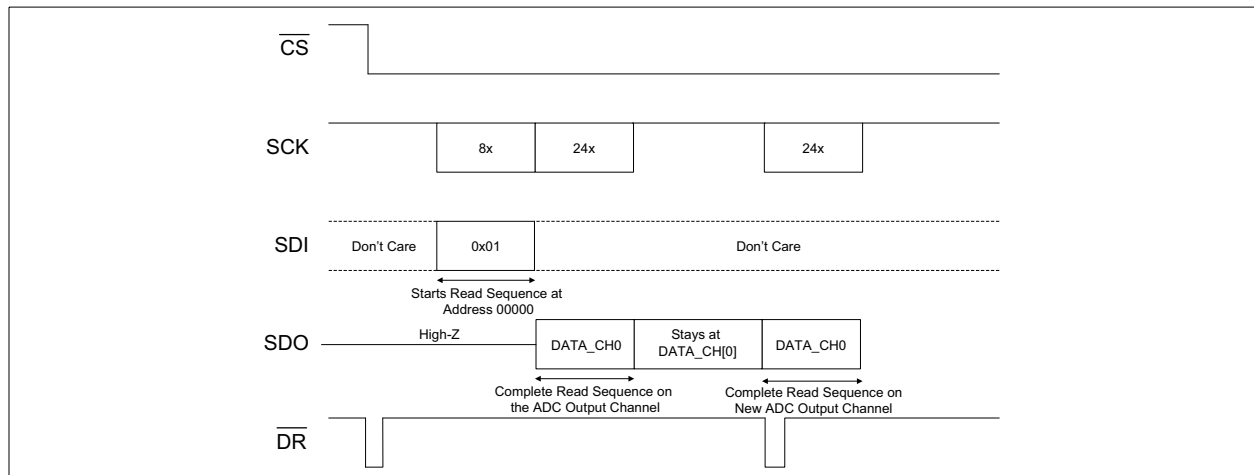 CS
SCK
8x
24x
24x
SDI
Don't Care
0x01
Don't Care
Starts Read Sequence at
Address 00000
SDO
High-Z
DATA_CH0
Stays at
DATA_CH[0]
DATA_CH0
Complete Read Sequence on
the ADC Output Channel
Complete Read Sequence on
New ADC Output Channel
DR